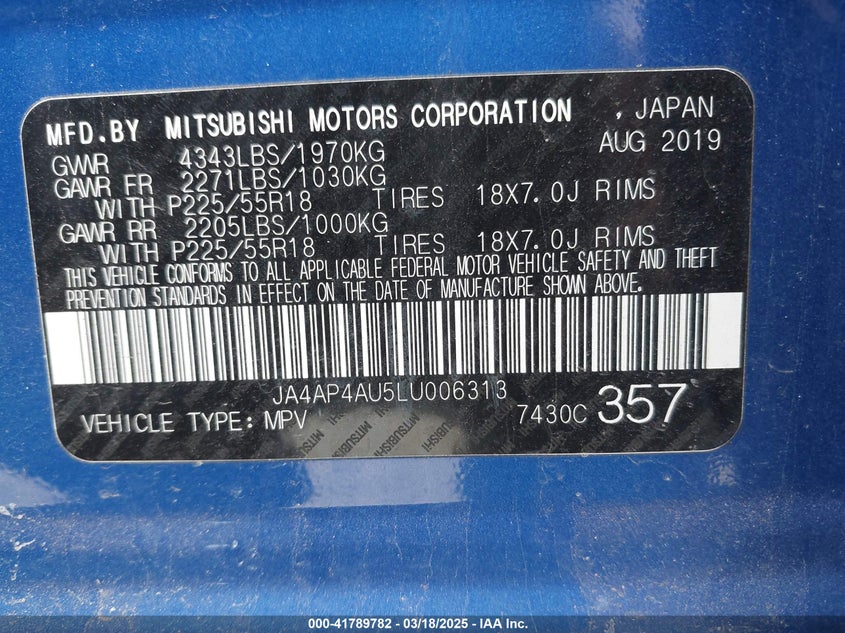 MFD.BY MITSUBISHI MOTORS CORPORATION , JAPAN
AUG 2019
GVWR 4343LBS/1970KG
GAWR FR 2271LBS/1030KG
WITH P225/55R18 TIRES 18X7.0J RIMS
GAWR RR 2205LBS/1000KG
WITH P225/55R18 TIRES 18X7.0J RIMS
THIS VEHICLE CONFORMS TO ALL APPLICABLE FEDERAL MOTOR VEHICLE SAFETY AND THEFT
PREVENTION STANDARDS IN EFFECT ON THE DATE OF MANUFACTURE SHOWN ABOVE.
JA4AP4AU5LU006313
VEHICLE TYPE: MPV 7430C 357
MITSUBISHI MITSUBISHI MITSUBISHI
000-41789782 - 03/18/2025 - IAA Inc.